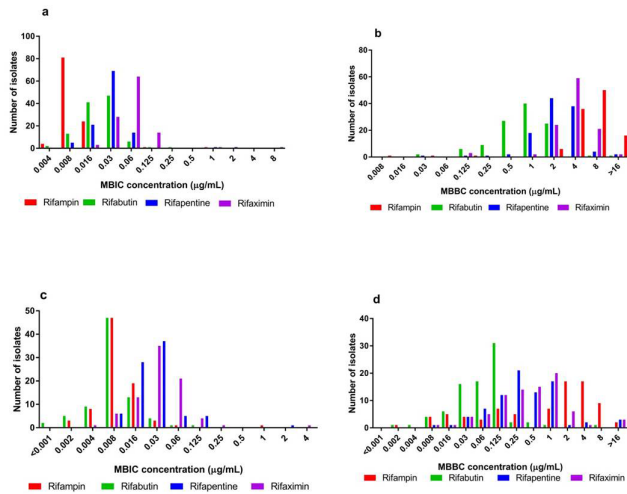 a
Number of isolates
100
80
60
40
20
0
0.004 0.008 0.016 0.03 0.06 0.125 0.25 0.5 1 2 4 8
MBIC concentration (µg/mL)
Rifampin Rifabutin Rifapentine Rifaximin
b
Number of isolates
80
60
40
20
0
0.008 0.016 0.03 0.06 0.125 0.25 0.5 1 2 4 8 >16
MBBC concentration (µg/mL)
Rifampin Rifabutin Rifapentine Rifaximin
c
Number of isolates
50
40
30
20
10
0
<0.001 0.002 0.004 0.008 0.016 0.03 0.06 0.125 0.25 0.5 1 2 4
MBIC concentration (µg/mL)
Rifampin Rifabutin Rifapentine Rifaximin
d
Number of isolates
40
30
20
10
0
<0.001 0.002 0.004 0.008 0.016 0.03 0.06 0.125 0.25 0.5 1 2 4 8 >16
MBBC concentration (µg/mL)
Rifampin Rifabutin Rifapentine Rifaximin